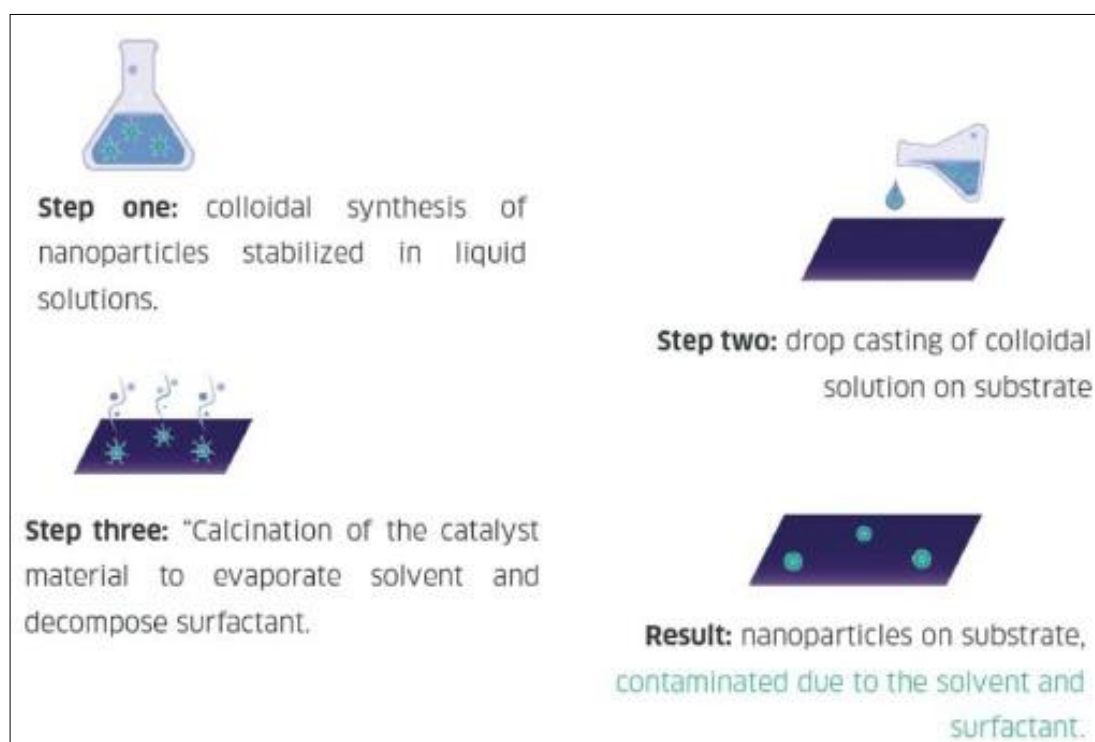 Step one: colloidal synthesis of
nanoparticles stabilized in liquid
solutions.
Step two: drop casting of colloidal
solution on substrate
Step three: "Calcination of the catalyst
material to evaporate solvent and
decompose surfactant.
Result: nanoparticles on substrate,
contaminated due to the solvent and
surfactant.